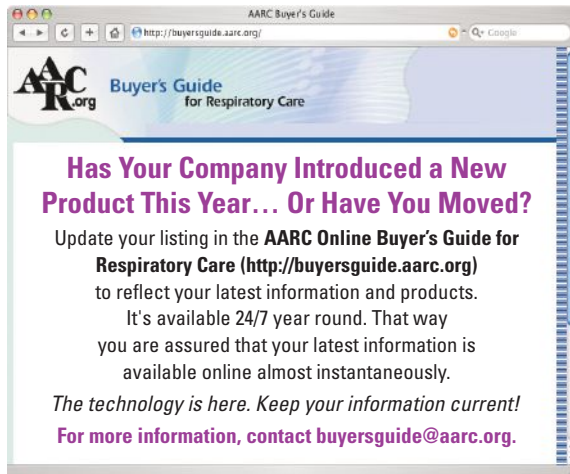 AARC Buyer's Guide
http://buyersguide.aarc.org/
Q Google
AARC.org
Buyer's Guide
for Respiratory Care
Has Your Company Introduced a New
Product This Year… Or Have You Moved?
Update your listing in the AARC Online Buyer's Guide for
Respiratory Care (http://buyersguide.aarc.org)
to reflect your latest information and products.
It's available 24/7 year round. That way
you are assured that your latest information is
available online almost instantaneously.
The technology is here. Keep your information current!
For more information, contact buyersguide@aarc.org.